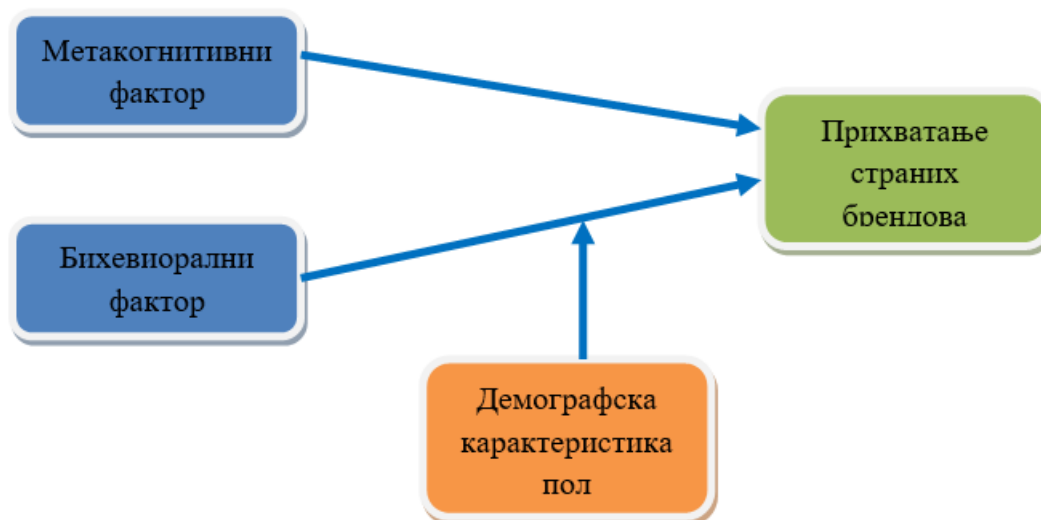 Метакогнитивни
фактор
Прихватање
страних
брендова
Бихевиорални
фактор
Демографска
карактеристика
пол